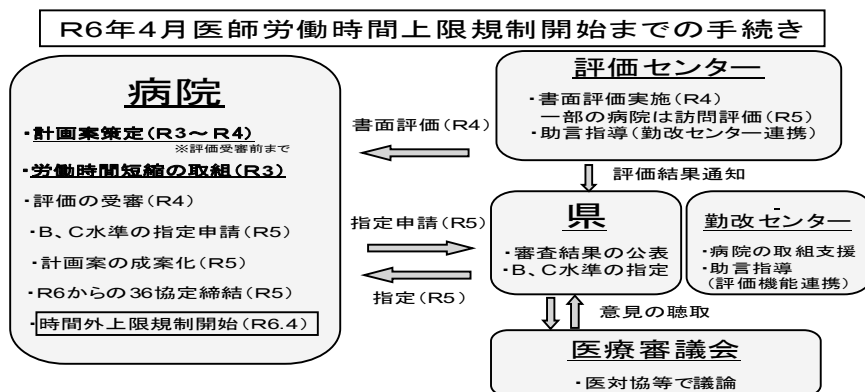 R6年4月医師労働時間上限規制開始までの手続き
病院
・計画案策定(R3～R4)
※評価受審前まで
・労働時間短縮の取組(R3)
・評価の受審(R4)
・B、C水準の指定申請(R5)
・計画案の成案化(R5)
・R6からの36協定締結(R5)
・時間外上限規制開始(R6.4)
書面評価(R4)
指定申請(R5)
指定(R5)
評価センター
・書面評価実施(R4)
一部の病院は訪問評価(R5)
・助言指導(勤改センター連携)
評価結果通知
県
・審査結果の公表
・B、C水準の指定
勤改センター
・病院の取組支援
・助言指導
(評価機能連携)
意見の聴取
医療審議会
・医対協等で議論